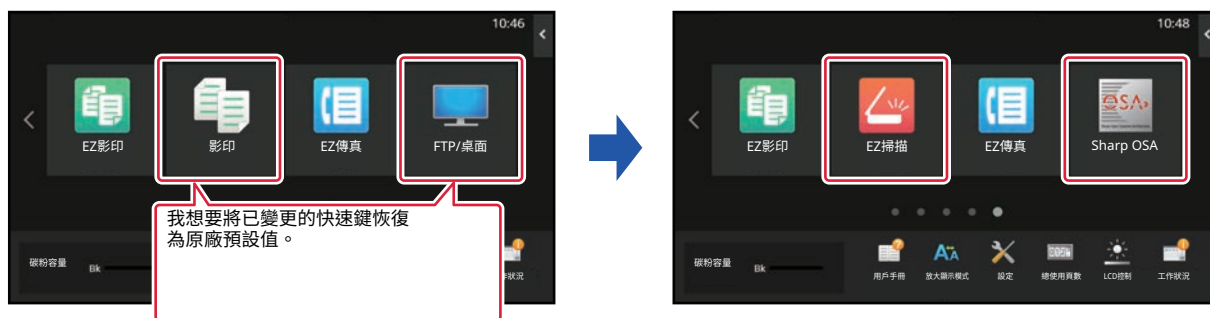 10:46
EZ影印
影印
EZ傳真
FTP/桌面
我想要將已變更的快速鍵恢復
為原廠預設值。
碳粉容量
Bk
狀況
10:48
EZ影印
EZ掃描
EZ傳真
OSA
Sharp OSA
碳粉容量
Bk
用戶手冊
放大顯示模式
設定
總使用頁數
LCD控制
工作狀況